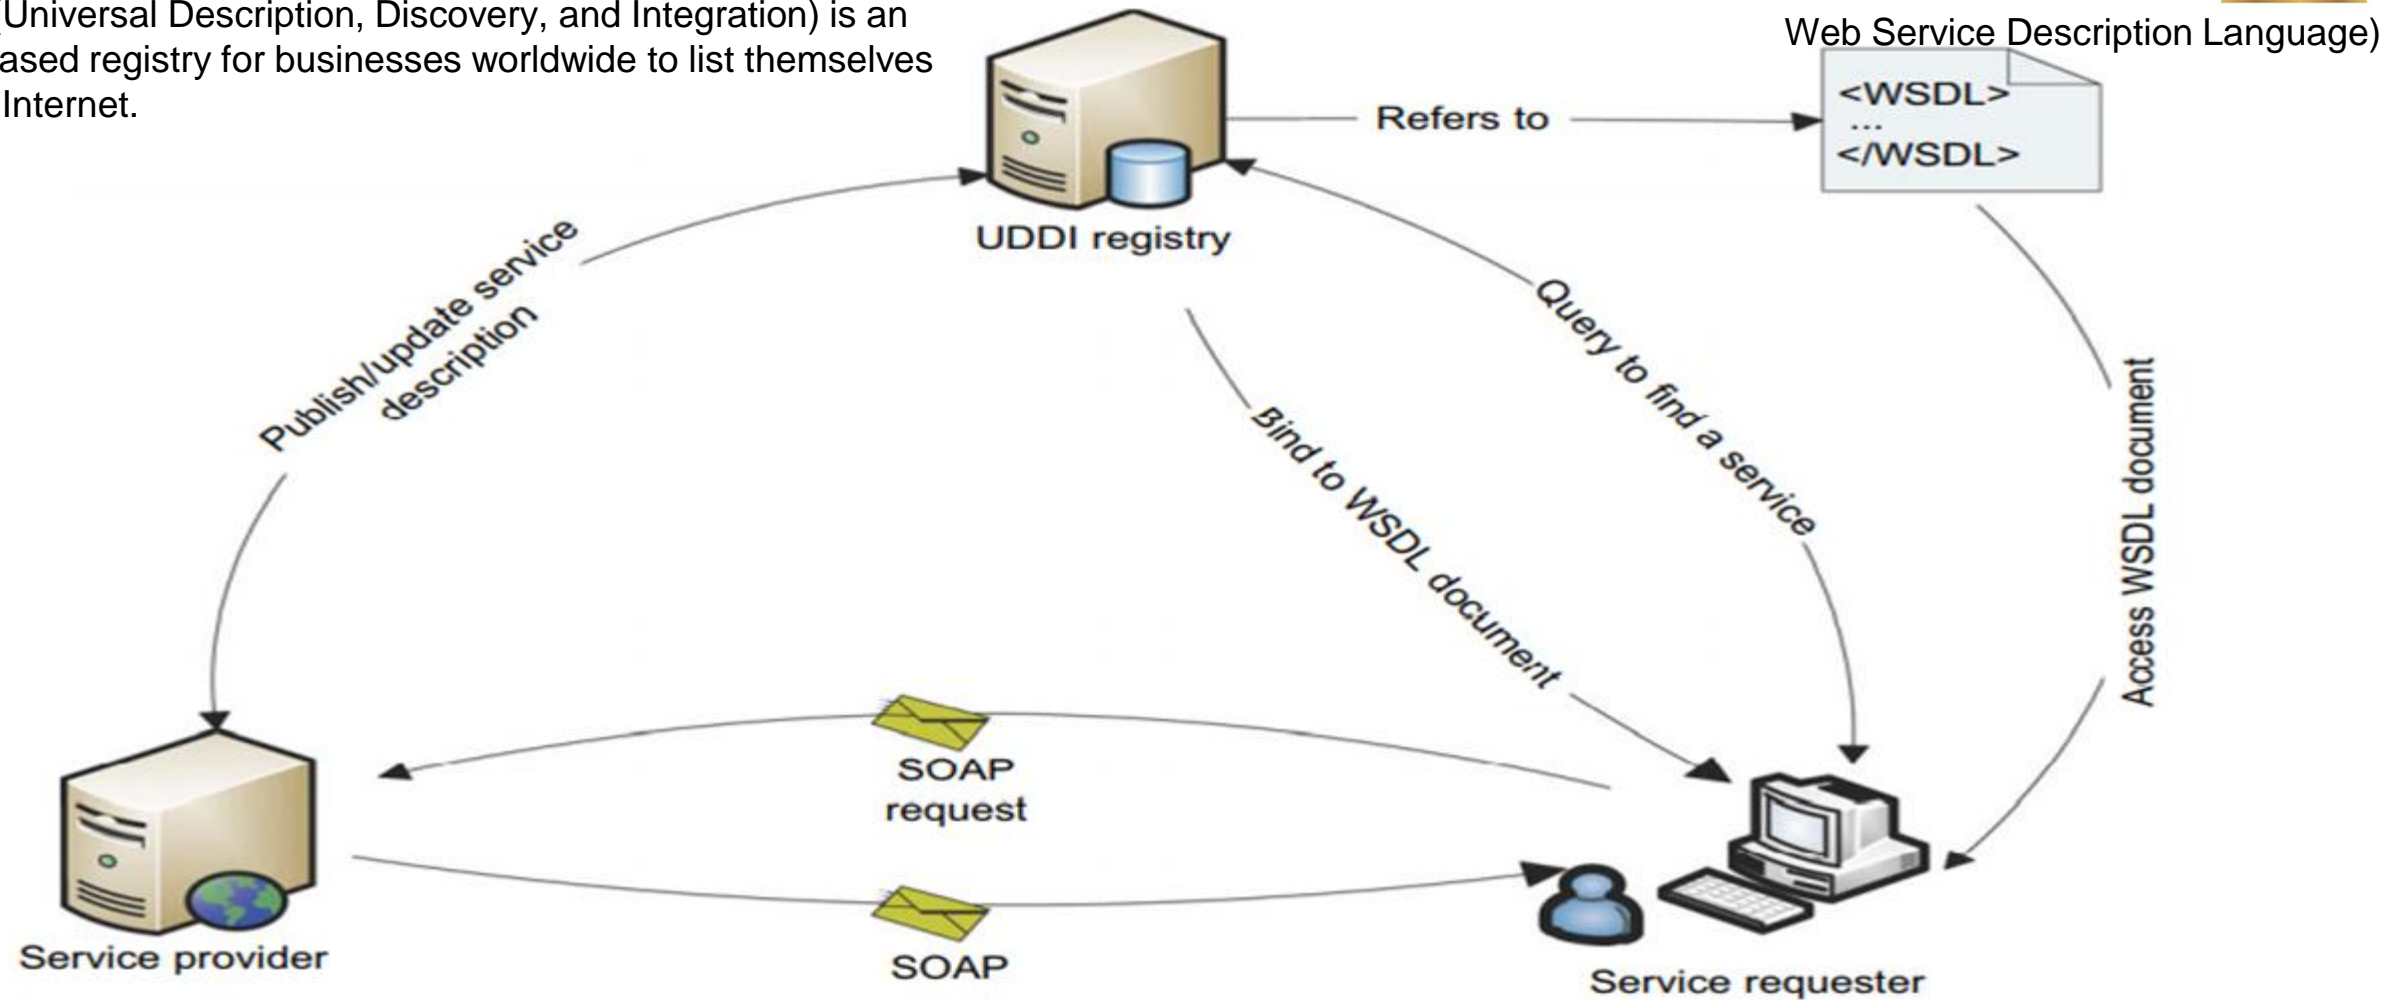 (Universal Description, Discovery, and Integration) is an
ased registry for businesses worldwide to list themselves
Internet.
Web Service Description Language)
<WSDL>
...
</WSDL>
Refers to
UDDI registry
Publish/update service
description
Query to find a service
Bind to WSDL document
Access WSDL document
SOAP
request
SOAP
Service provider
Service requester